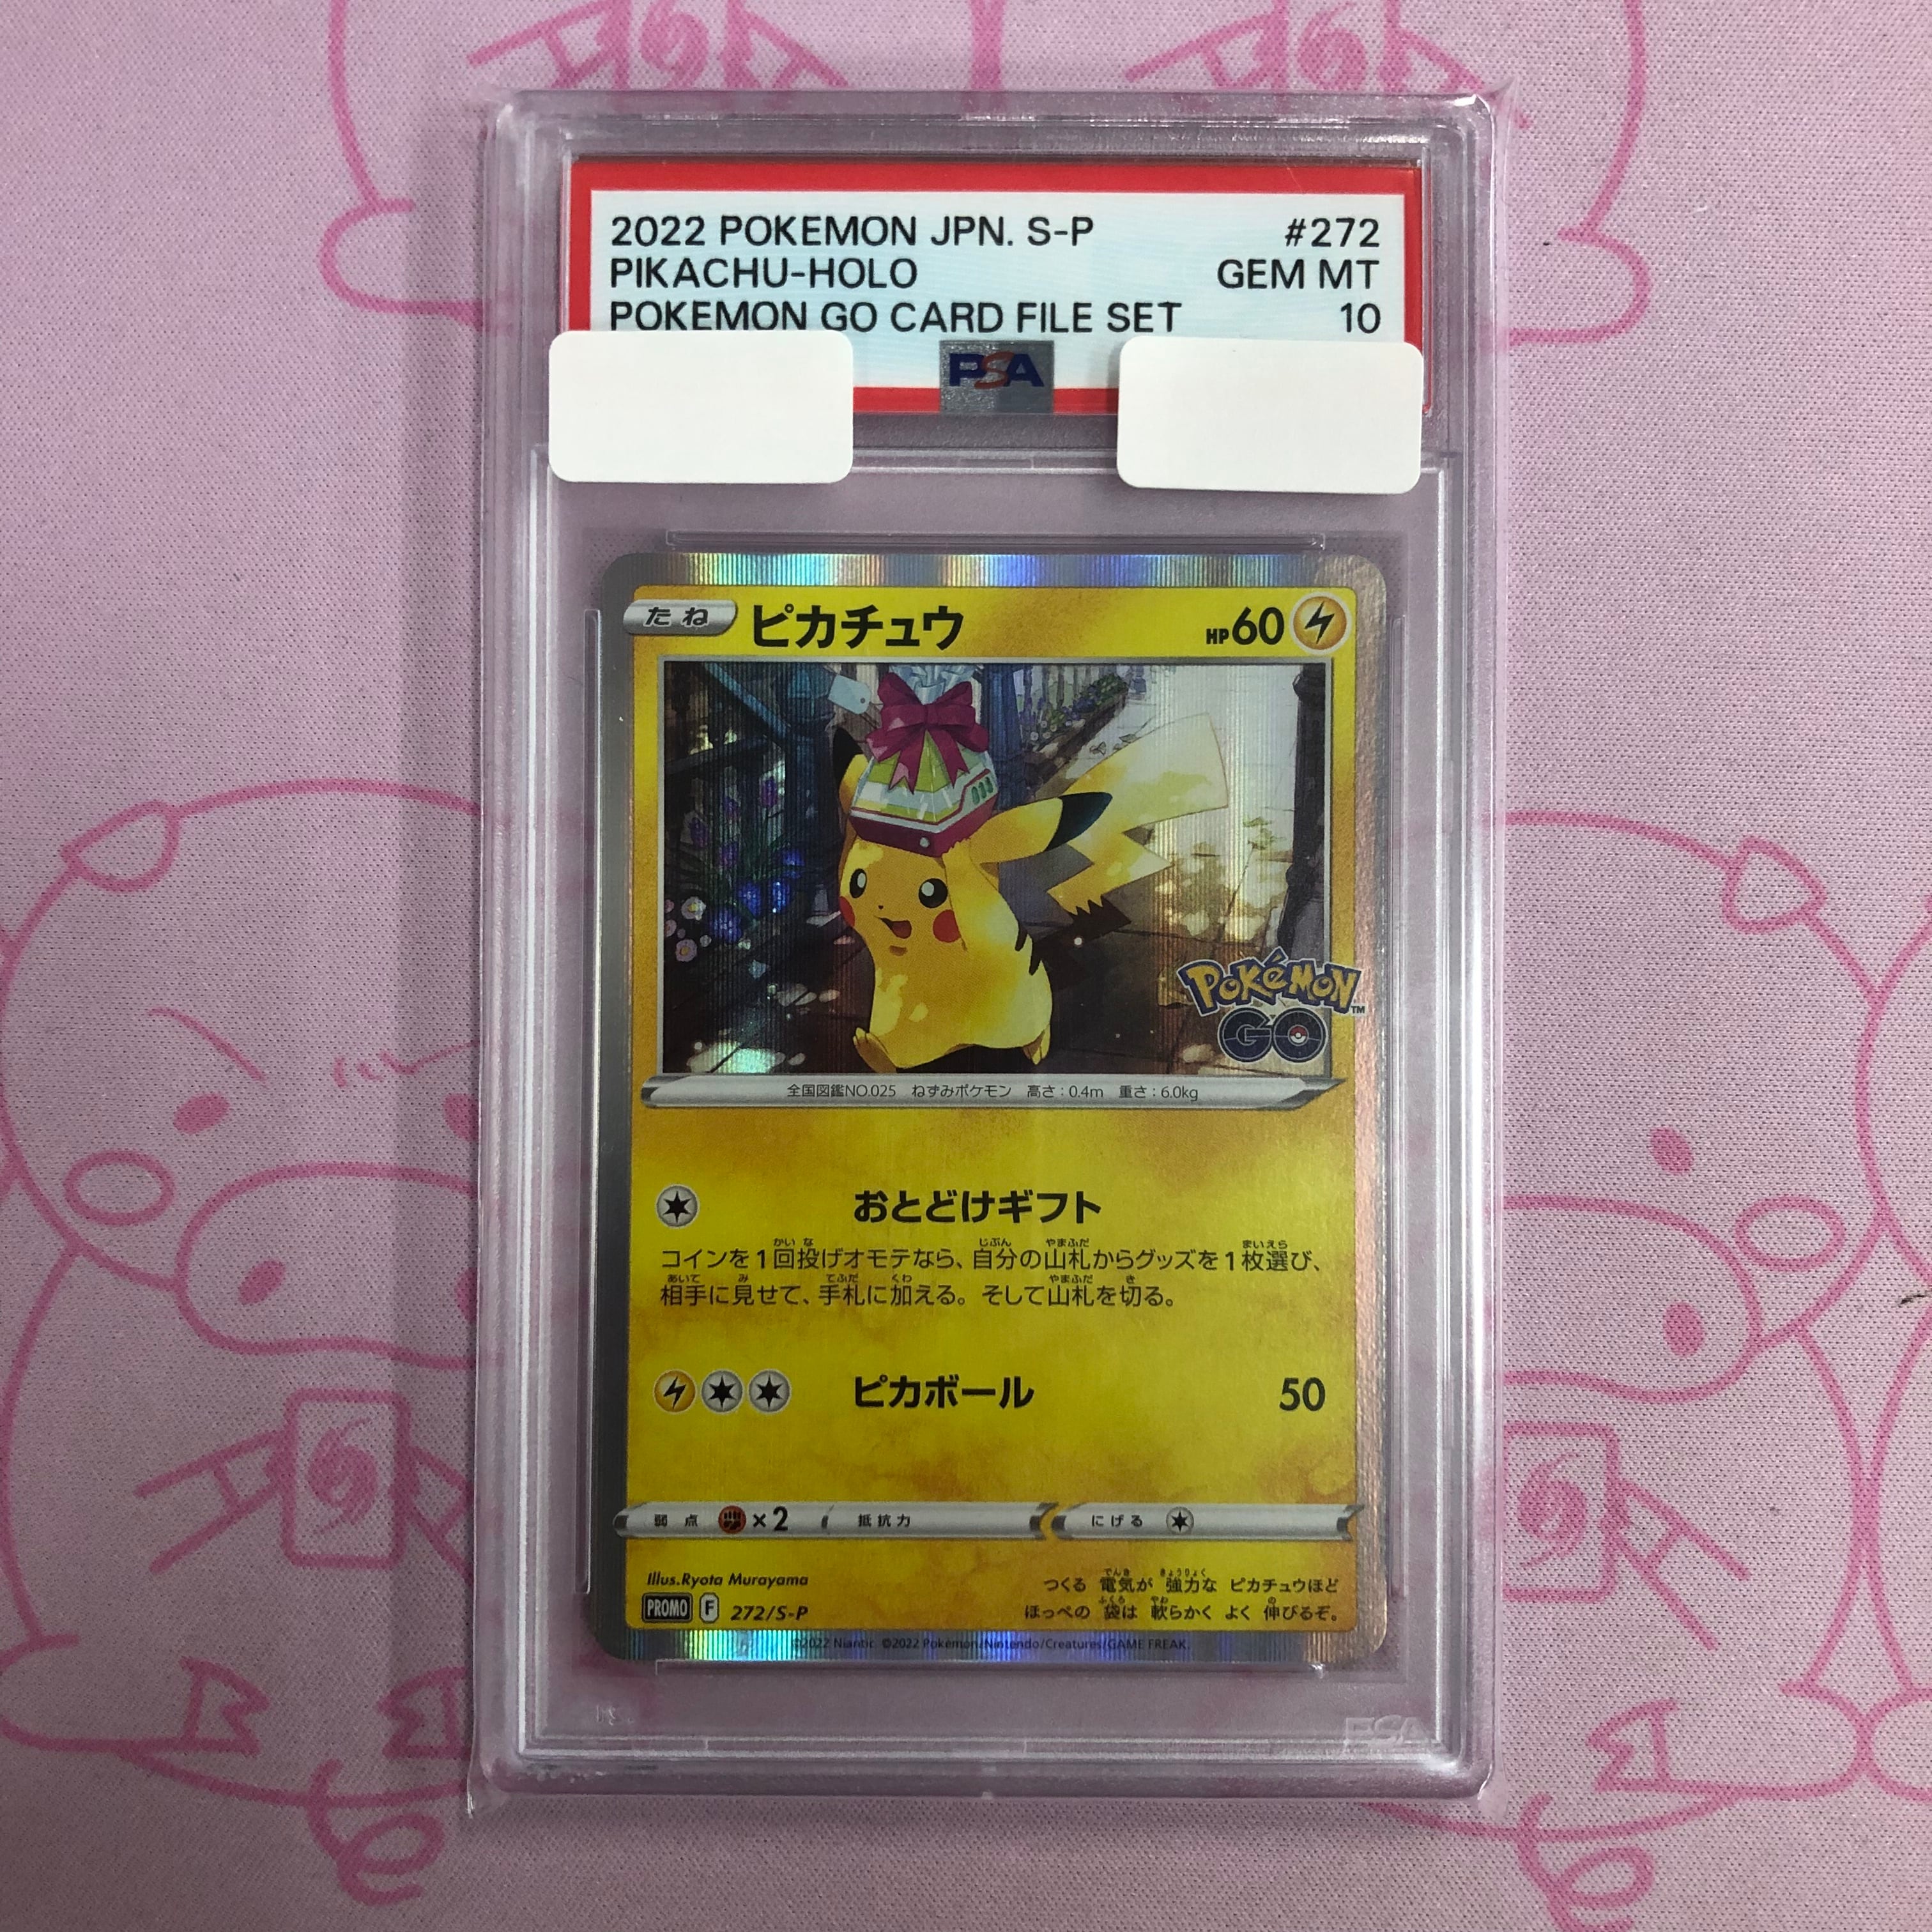 2022 POKEMON JPN. S-P #272
PIKACHU-HOLO GEM MT
POKEMON GO CARD FILE SET 10
PSA
たね ピカチュウ HP60
Pokémon GO™
全国図鑑NO.025 ねずみポケモン 高さ:0.4m 重さ:6.0kg
おとどけギフト
コインを1回投げオモテなら、自分の山札からグッズを1枚選び、
相手に見せて、手札に加える。そして山札を切る。
ピカボール 50
弱点 ×2 抵抗力 にげる
Illus.Ryota Murayama
PROMO F 272/S-P
つくる 電気が 強力な ピカチュウほど
ほっぺの 袋は 軟らかく よく 伸びるぞ。
©2022 Niantic. ©2022 Pokémon/Nintendo/Creatures/GAME FREAK.
PSA